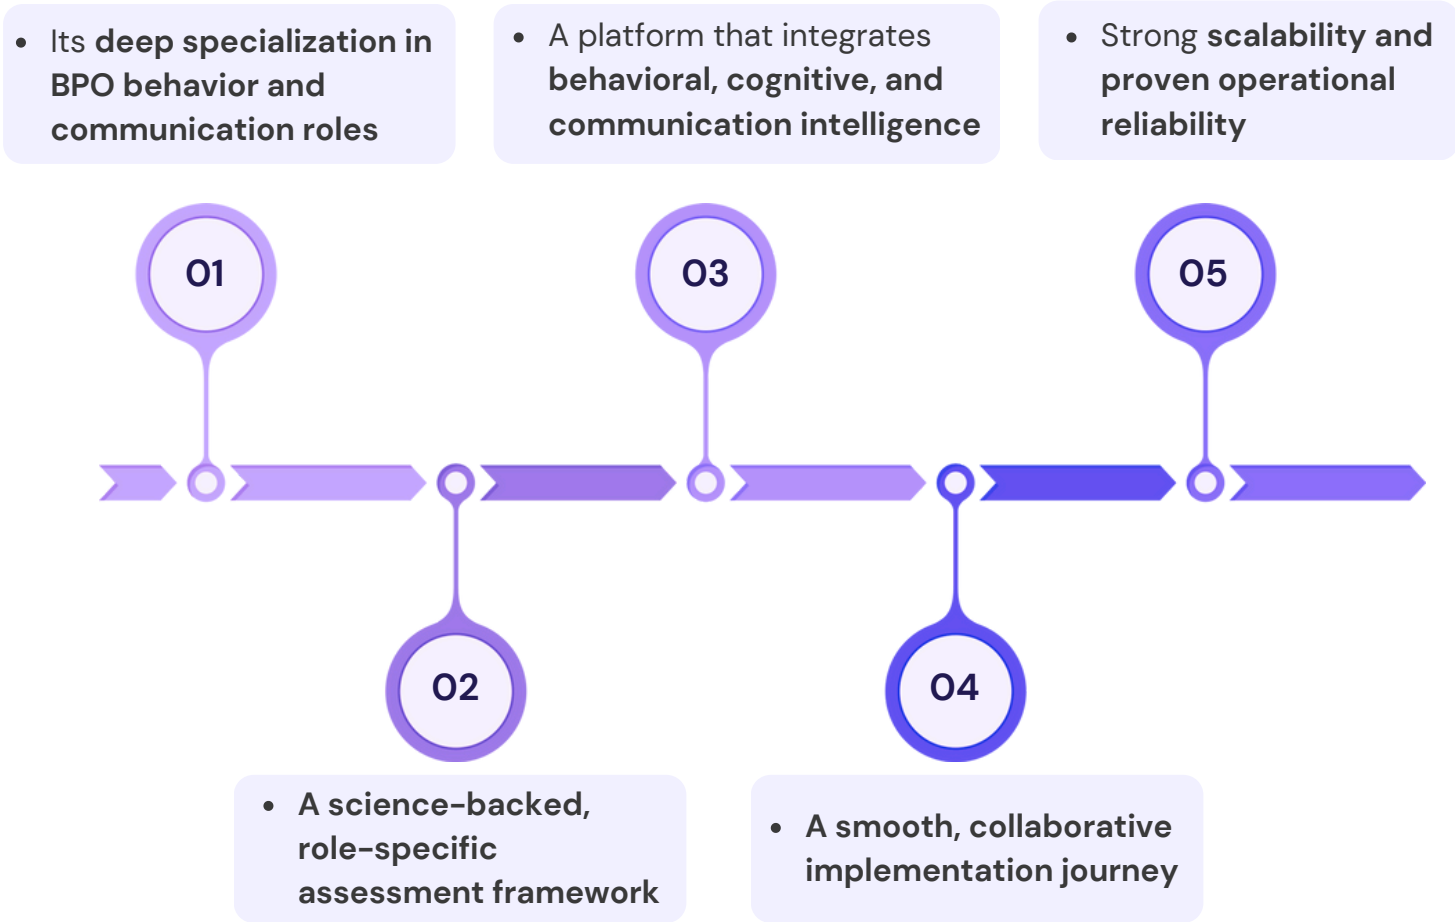 • Its deep specialization in
BPO behavior and
communication roles
• A platform that integrates
behavioral, cognitive, and
communication intelligence
• Strong scalability and
proven operational
reliability
01
03
05
02
04
• A science-backed,
role-specific
assessment framework
• A smooth, collaborative
implementation journey